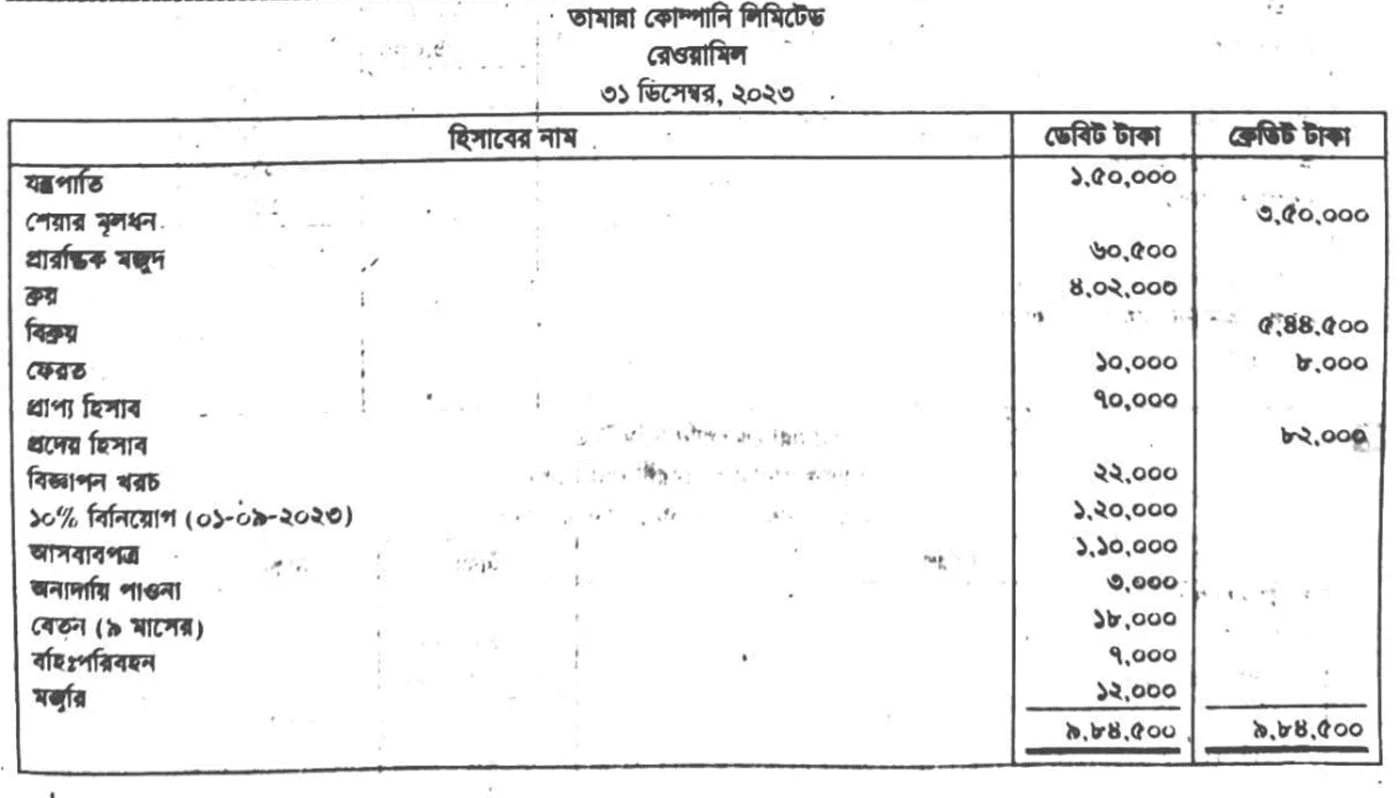 তামান্না কোম্পানি লিমিটেড
রেওয়ামিল
৩১ ডিসেম্বর, ২০২৩
হিসাবের নাম ডেবিট টাকা ক্রেডিট টাকা
যন্ত্রপাতি ১,৫০,০০০
শেয়ার মূলধন ৩,৫০,০০০
প্রারম্ভিক মজুদ ৬০,৫০০
ক্রয় ৪,০২,০০০
বিক্রয় ৫,৪৪,৫০০
ফেরত ১০,০০০ ৮,০০০
প্রাপ্য হিসাব ৭০,০০০
প্রদেয় হিসাব ৮২,০০০
বিজ্ঞাপন খরচ ২২,০০০
১০% বিনিয়োগ (০১-০৯-২০২৩) ১,২০,০০০
আসবাবপত্র ১,১০,০০০
অনাদায়ি পাওনা ৩,০০০
বেতন (৯ মাসের) ১৮,০০০
বহিঃপরিবহন ৭,০০০
মজুরি ১২,০০০
৯,৮৪,৫০০ ৯,৮৪,৫০০